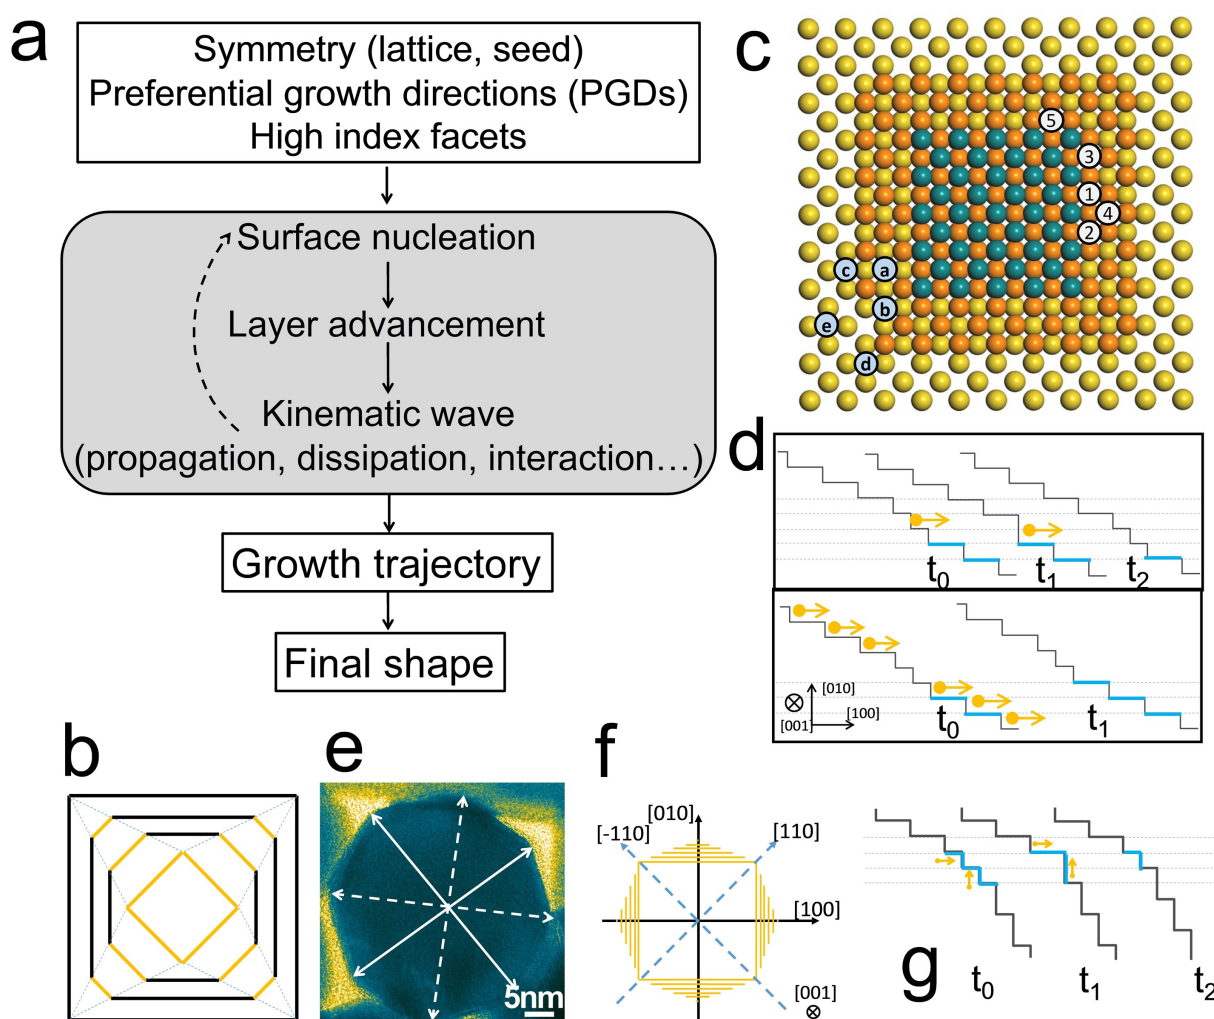 a
Symmetry (lattice, seed)
Preferential growth directions (PGDs)
High index facets
Surface nucleation
Layer advancement
Kinematic wave
(propagation, dissipation, interaction…)
Growth trajectory
Final shape
b
c
5
3
1
4
2
c
a
b
e
d
d
t0
t1
t2
[010]
[100]
[001]
t0
t1
e
5nm
f
[010]
[-110]
[110]
[100]
[001]
g
t0
t1
t2